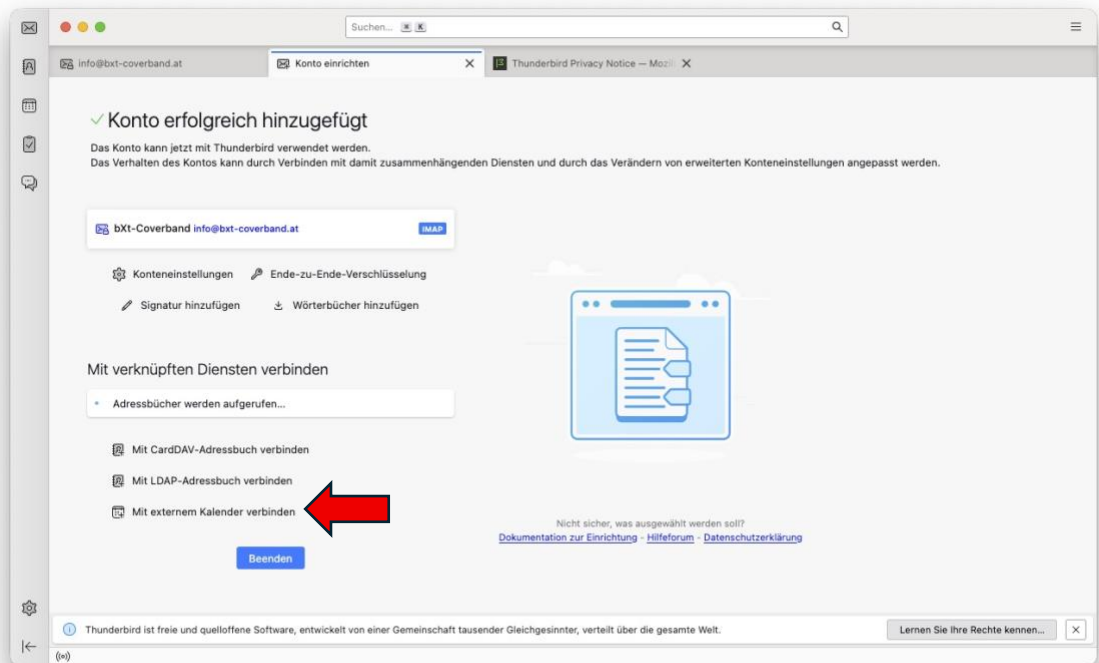 Suchen... ⌘ K
info@bxt-coverband.at
Konto einrichten
Thunderbird Privacy Notice — Mozil
Konto erfolgreich hinzugefügt
Das Konto kann jetzt mit Thunderbird verwendet werden.
Das Verhalten des Kontos kann durch Verbinden mit damit zusammenhängenden Diensten und durch das Verändern von erweiterten Konteneinstellungen angepasst werden.
bXt-Coverband info@bxt-coverband.at IMAP
Konteneinstellungen Ende-zu-Ende-Verschlüsselung
Signatur hinzufügen Wörterbücher hinzufügen
Mit verknüpften Diensten verbinden
Adressbücher werden aufgerufen...
Mit CardDAV-Adressbuch verbinden
Mit LDAP-Adressbuch verbinden
Mit externem Kalender verbinden
Beenden
Nicht sicher, was ausgewählt werden soll?
Dokumentation zur Einrichtung - Hilfeforum - Datenschutzerklärung
Thunderbird ist freie und quelloffene Software, entwickelt von einer Gemeinschaft tausender Gleichgesinnter, verteilt über die gesamte Welt.
Lernen Sie Ihre Rechte kennen...